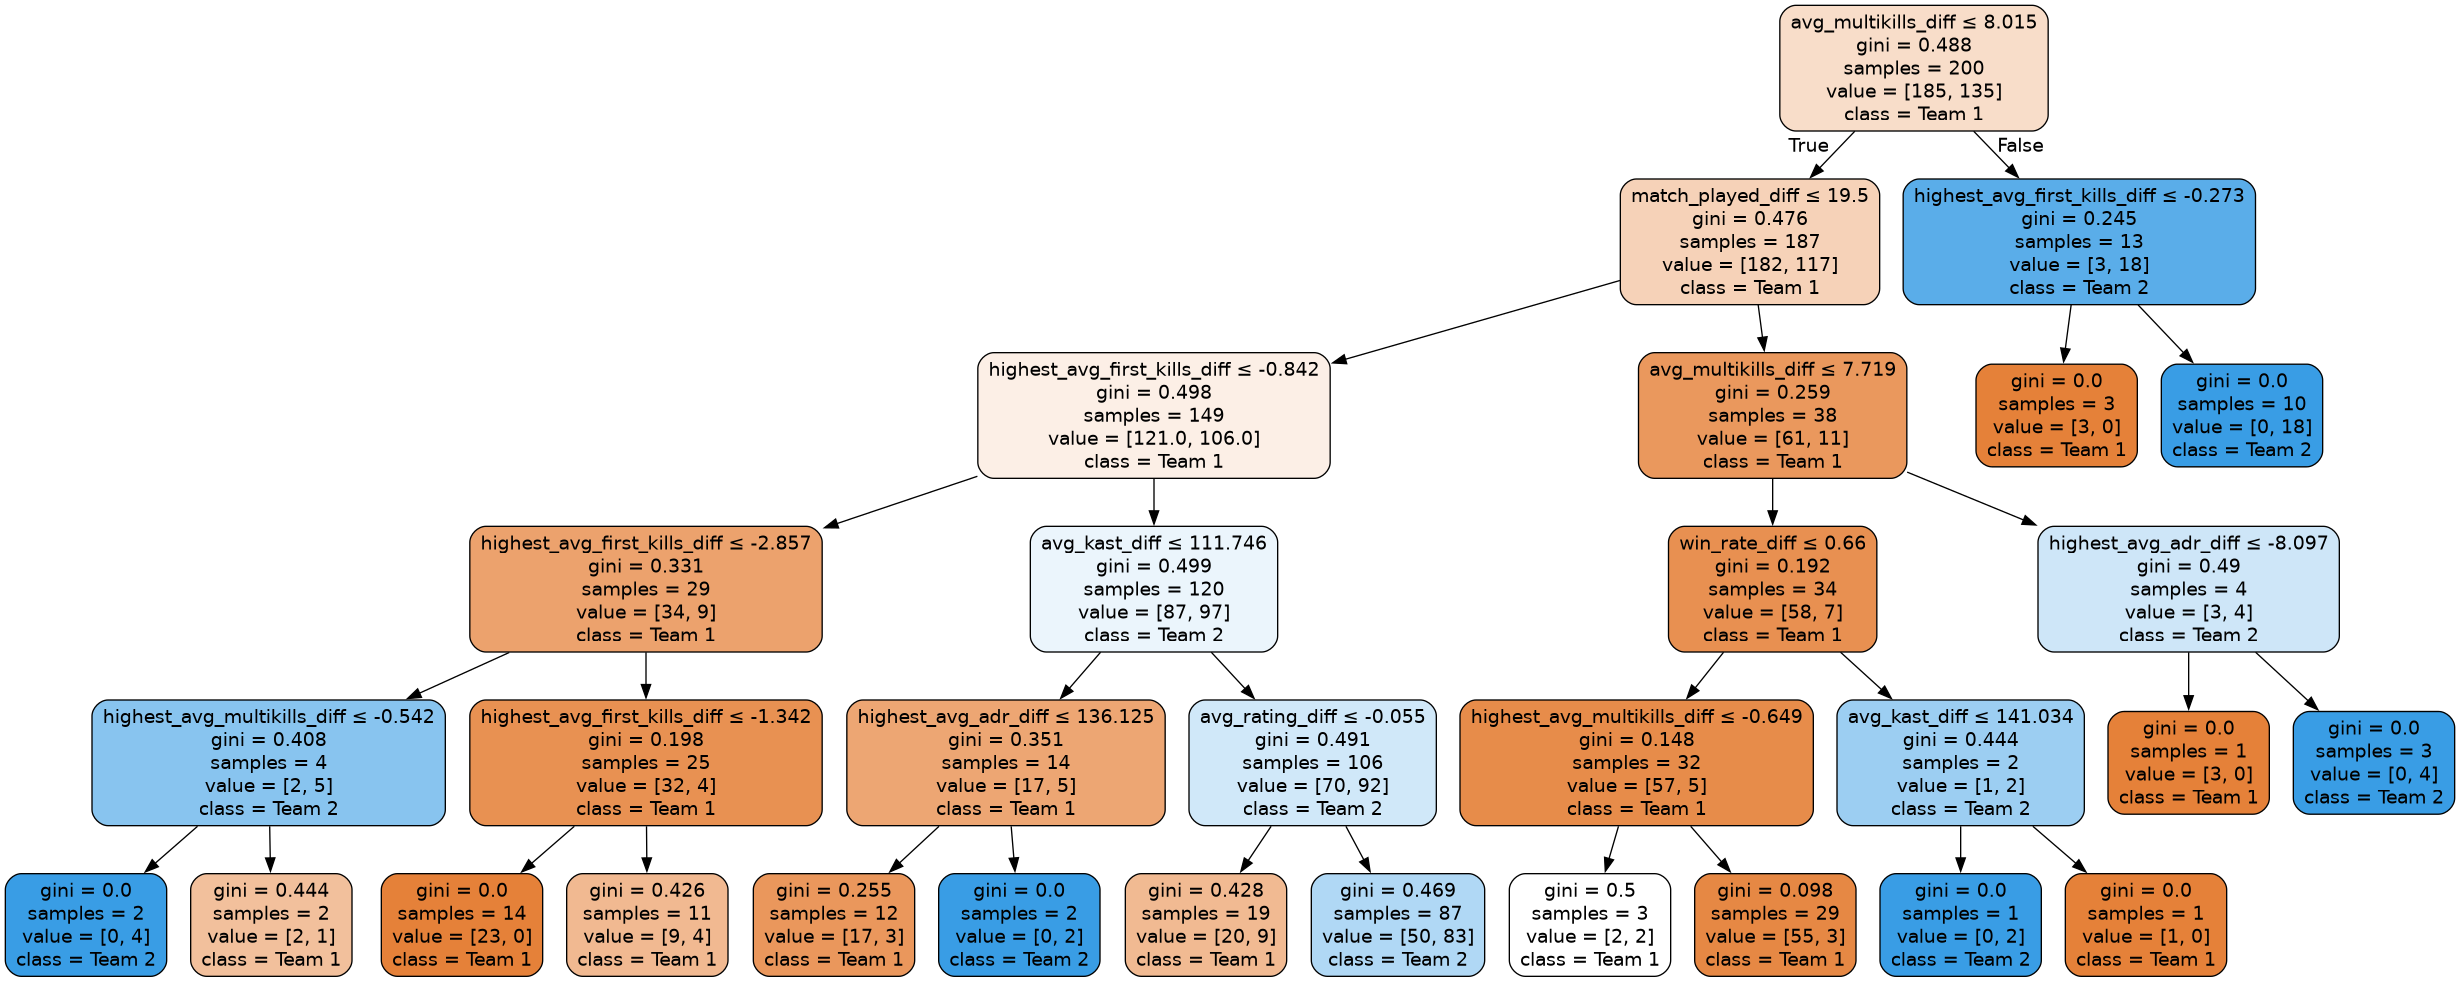 avg_multikills_diff ≤ 8.015
gini = 0.488
samples = 200
value = [185, 135]
class = Team 1
True
False
match_played_diff ≤ 19.5
gini = 0.476
samples = 187
value = [182, 117]
class = Team 1
highest_avg_first_kills_diff ≤ -0.273
gini = 0.245
samples = 13
value = [3, 18]
class = Team 2
highest_avg_first_kills_diff ≤ -0.842
gini = 0.498
samples = 149
value = [121.0, 106.0]
class = Team 1
avg_multikills_diff ≤ 7.719
gini = 0.259
samples = 38
value = [61, 11]
class = Team 1
gini = 0.0
samples = 3
value = [3, 0]
class = Team 1
gini = 0.0
samples = 10
value = [0, 18]
class = Team 2
highest_avg_first_kills_diff ≤ -2.857
gini = 0.331
samples = 29
value = [34, 9]
class = Team 1
avg_kast_diff ≤ 111.746
gini = 0.499
samples = 120
value = [87, 97]
class = Team 2
win_rate_diff ≤ 0.66
gini = 0.192
samples = 34
value = [58, 7]
class = Team 1
highest_avg_adr_diff ≤ -8.097
gini = 0.49
samples = 4
value = [3, 4]
class = Team 2
highest_avg_multikills_diff ≤ -0.542
gini = 0.408
samples = 4
value = [2, 5]
class = Team 2
highest_avg_first_kills_diff ≤ -1.342
gini = 0.198
samples = 25
value = [32, 4]
class = Team 1
highest_avg_adr_diff ≤ 136.125
gini = 0.351
samples = 14
value = [17, 5]
class = Team 1
avg_rating_diff ≤ -0.055
gini = 0.491
samples = 106
value = [70, 92]
class = Team 2
highest_avg_multikills_diff ≤ -0.649
gini = 0.148
samples = 32
value = [57, 5]
class = Team 1
avg_kast_diff ≤ 141.034
gini = 0.444
samples = 2
value = [1, 2]
class = Team 2
gini = 0.0
samples = 1
value = [3, 0]
class = Team 1
gini = 0.0
samples = 3
value = [0, 4]
class = Team 2
gini = 0.0
samples = 2
value = [0, 4]
class = Team 2
gini = 0.444
samples = 2
value = [2, 1]
class = Team 1
gini = 0.0
samples = 14
value = [23, 0]
class = Team 1
gini = 0.426
samples = 11
value = [9, 4]
class = Team 1
gini = 0.255
samples = 12
value = [17, 3]
class = Team 1
gini = 0.0
samples = 2
value = [0, 2]
class = Team 2
gini = 0.428
samples = 19
value = [20, 9]
class = Team 1
gini = 0.469
samples = 87
value = [50, 83]
class = Team 2
gini = 0.5
samples = 3
value = [2, 2]
class = Team 1
gini = 0.098
samples = 29
value = [55, 3]
class = Team 1
gini = 0.0
samples = 1
value = [0, 2]
class = Team 2
gini = 0.0
samples = 1
value = [1, 0]
class = Team 1